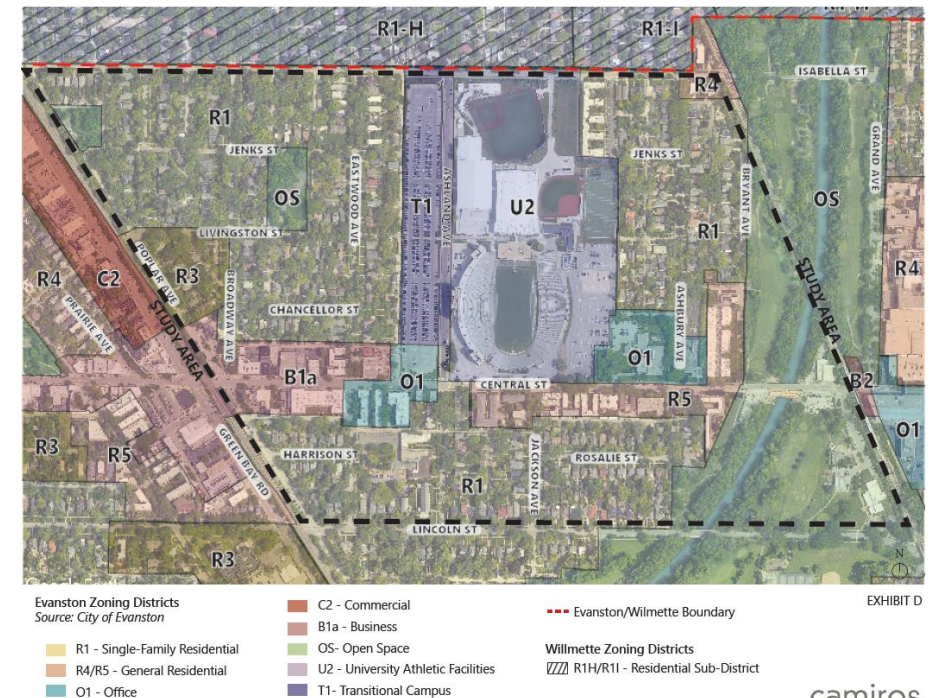 R1-H
R1-I
R4
ISABELLA ST
R1
JENKS ST
OS
EASTWOOD AVE
LIVINGSTON ST
T1
ASHLAND AVE
U2
JENKS ST
R1
BRYANT AVE
OS
GRAND AVE
R4
R4
C2
POPLAR AVE
R3
BROADWAY AVE
PRAIRIE AVE
STUDY AREA
CHANCELLOR ST
ASHBURY AVE
STUDY AREA
B1a
O1
O1
CENTRAL ST
R5
B2
O1
R3
R5
GREEN BAY RD
HARRISON ST
R1
JACKSON AVE
ROSALIE ST
LINCOLN ST
R3
N
EXHIBIT D
Evanston Zoning Districts
Source: City of Evanston
R1 - Single-Family Residential
R4/R5 - General Residential
O1 - Office
C2 - Commercial
B1a - Business
OS- Open Space
U2 - University Athletic Facilities
T1- Transitional Campus
Evanston/Wilmette Boundary
Willmette Zoning Districts
R1H/R1I - Residential Sub-District
camiros